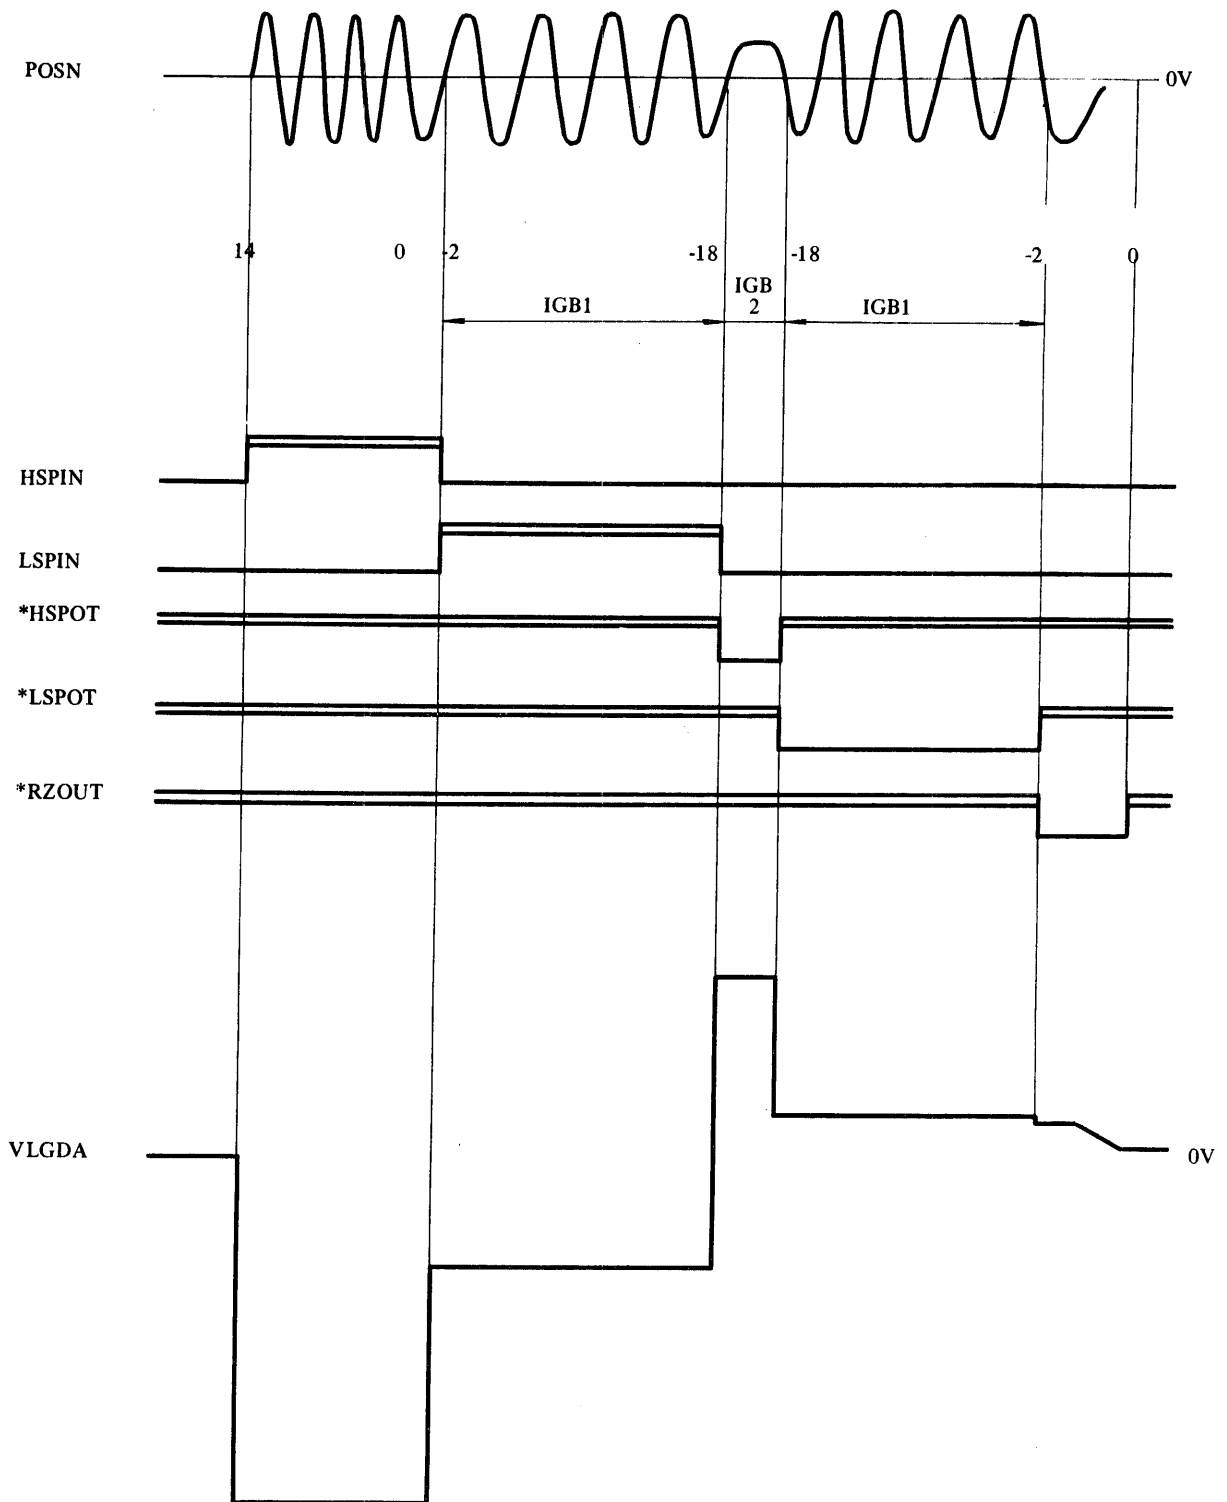 POSN
0V
14
0
-2
-18
-18
-2
0
IGB1
IGB
2
IGB1
HSPIN
LSPIN
*HSPOT
*LSPOT
*RZOUT
VLGDA
0V